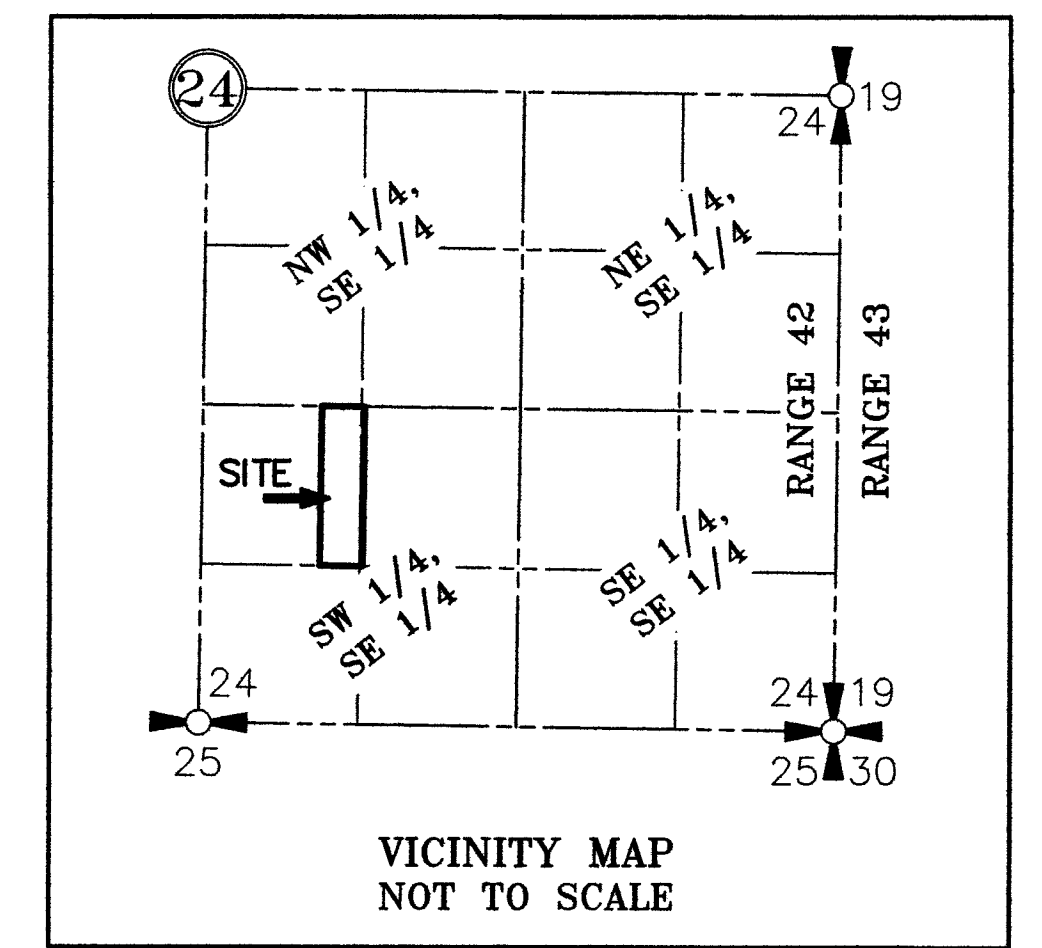 24
19
24
NW 1/4,
SE 1/4
NE 1/4,
SE 1/4
RANGE 42
RANGE 43
SITE
SW 1/4,
SE 1/4
SE 1/4,
SE 1/4
24
25
24
19
25
30
VICINITY MAP
NOT TO SCALE